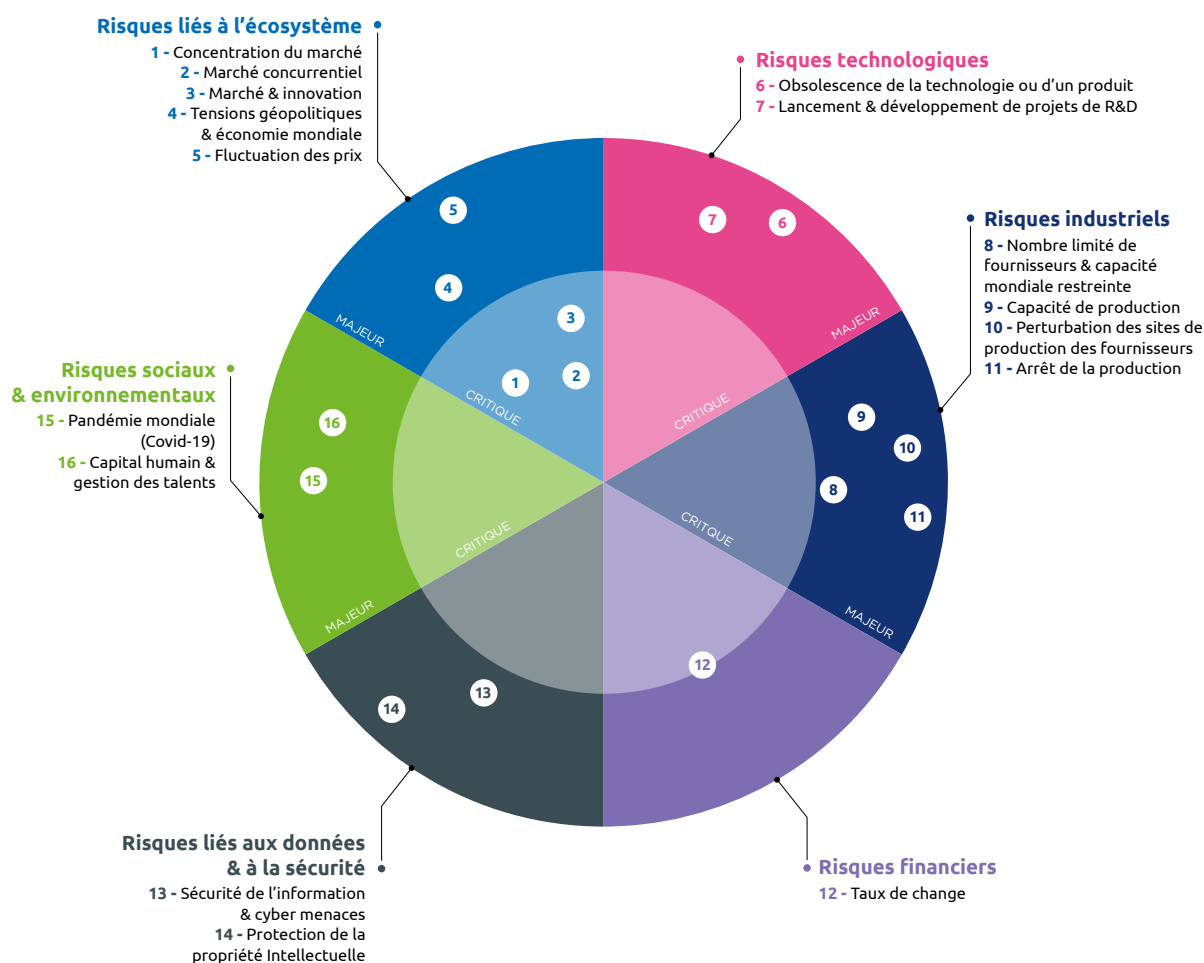 Risques liés à l’écosystème
1 - Concentration du marché
2 - Marché concurrentiel
3 - Marché & innovation
4 - Tensions géopolitiques
& économie mondiale
5 - Fluctuation des prix
Risques technologiques
6 - Obsolescence de la technologie ou d’un produit
7 - Lancement & développement de projets de R&D
Risques industriels
8 - Nombre limité de
fournisseurs & capacité
mondiale restreinte
9 - Capacité de production
10 - Perturbation des sites de
production des fournisseurs
11 - Arrêt de la production
Risques sociaux
& environnementaux
15 - Pandémie mondiale
(Covid-19)
16 - Capital humain &
gestion des talents
5
7
6
4
3
MAJEUR
MAJEUR
2
1
CRITIQUE
CRITIQUE
16
9
10
15
8
11
CRITIQUE
CRITQUE
MAJEUR
MAJEUR
12
13
14
Risques liés aux données
& à la sécurité
13 - Sécurité de l’information
& cyber menaces
14 - Protection de la
propriété Intellectuelle
Risques financiers
12 - Taux de change